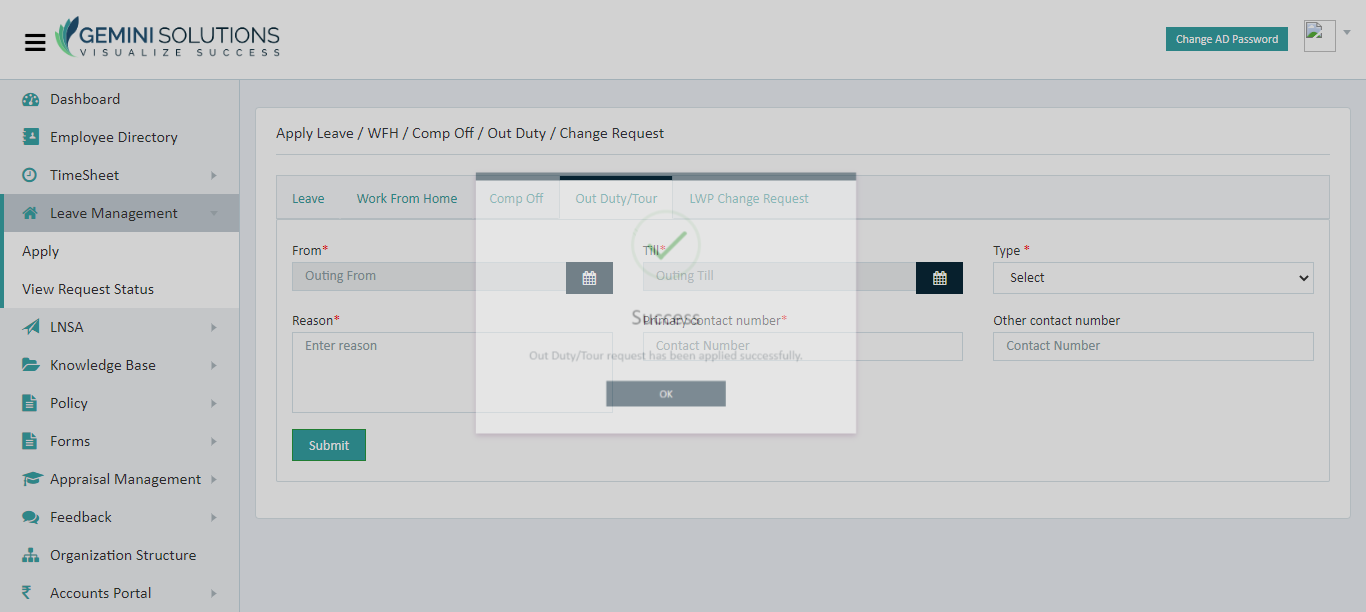 GEMINI SOLUTIONS
VISUALIZE SUCCESS
Change AD Password
Dashboard
Employee Directory
TimeSheet
Leave Management
Apply
View Request Status
LNSA
Knowledge Base
Policy
Forms
Appraisal Management
Feedback
Organization Structure
Accounts Portal
Apply Leave / WFH / Comp Off / Out Duty / Change Request
Leave Work From Home Comp Off Out Duty/Tour LWP Change Request
From* Till* Type *
Outing From Outing Till Select
Reason* Primary contact number* Other contact number
Enter reason Contact Number Contact Number
Success
Out Duty/Tour request has been applied successfully.
OK
Submit